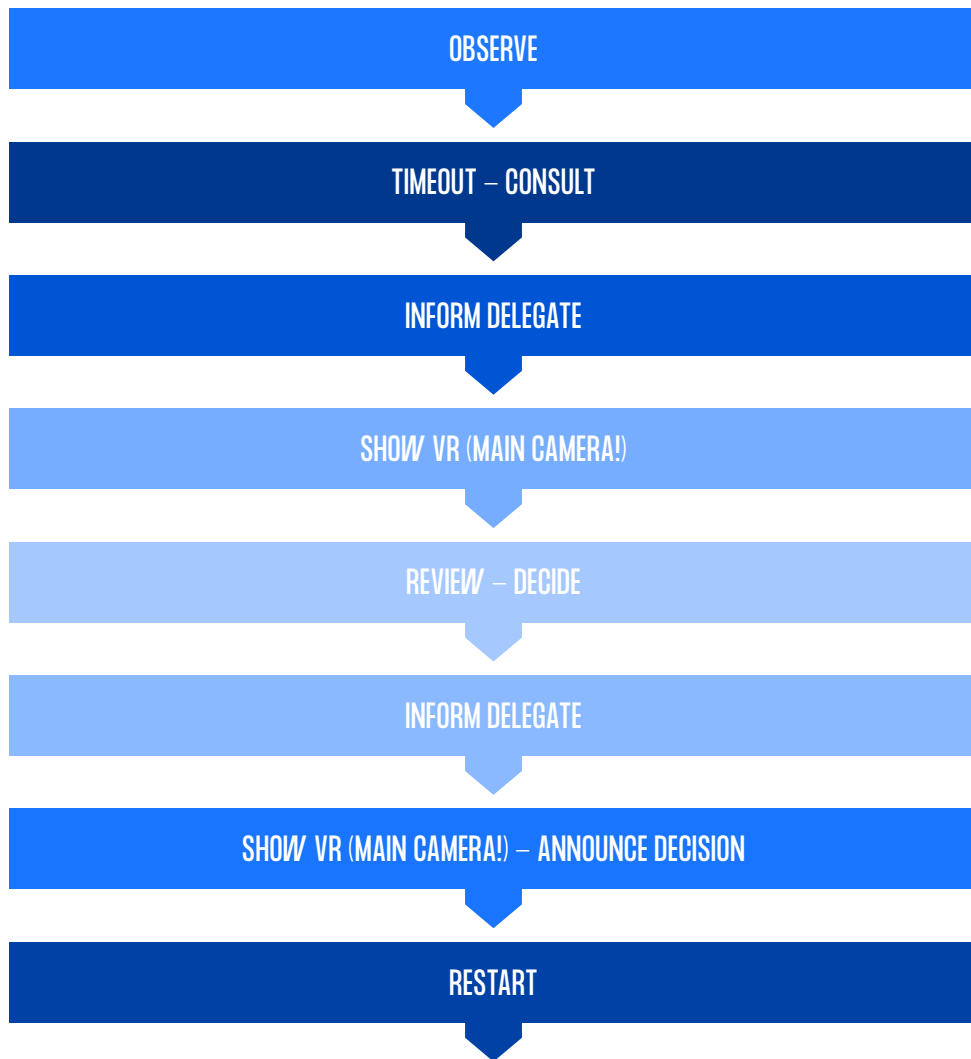 OBSERVE
TIMEOUT – CONSULT
INFORM DELEGATE
SHOW VR (MAIN CAMERA!)
REVIEW – DECIDE
INFORM DELEGATE
SHOW VR (MAIN CAMERA!) – ANNOUNCE DECISION
RESTART